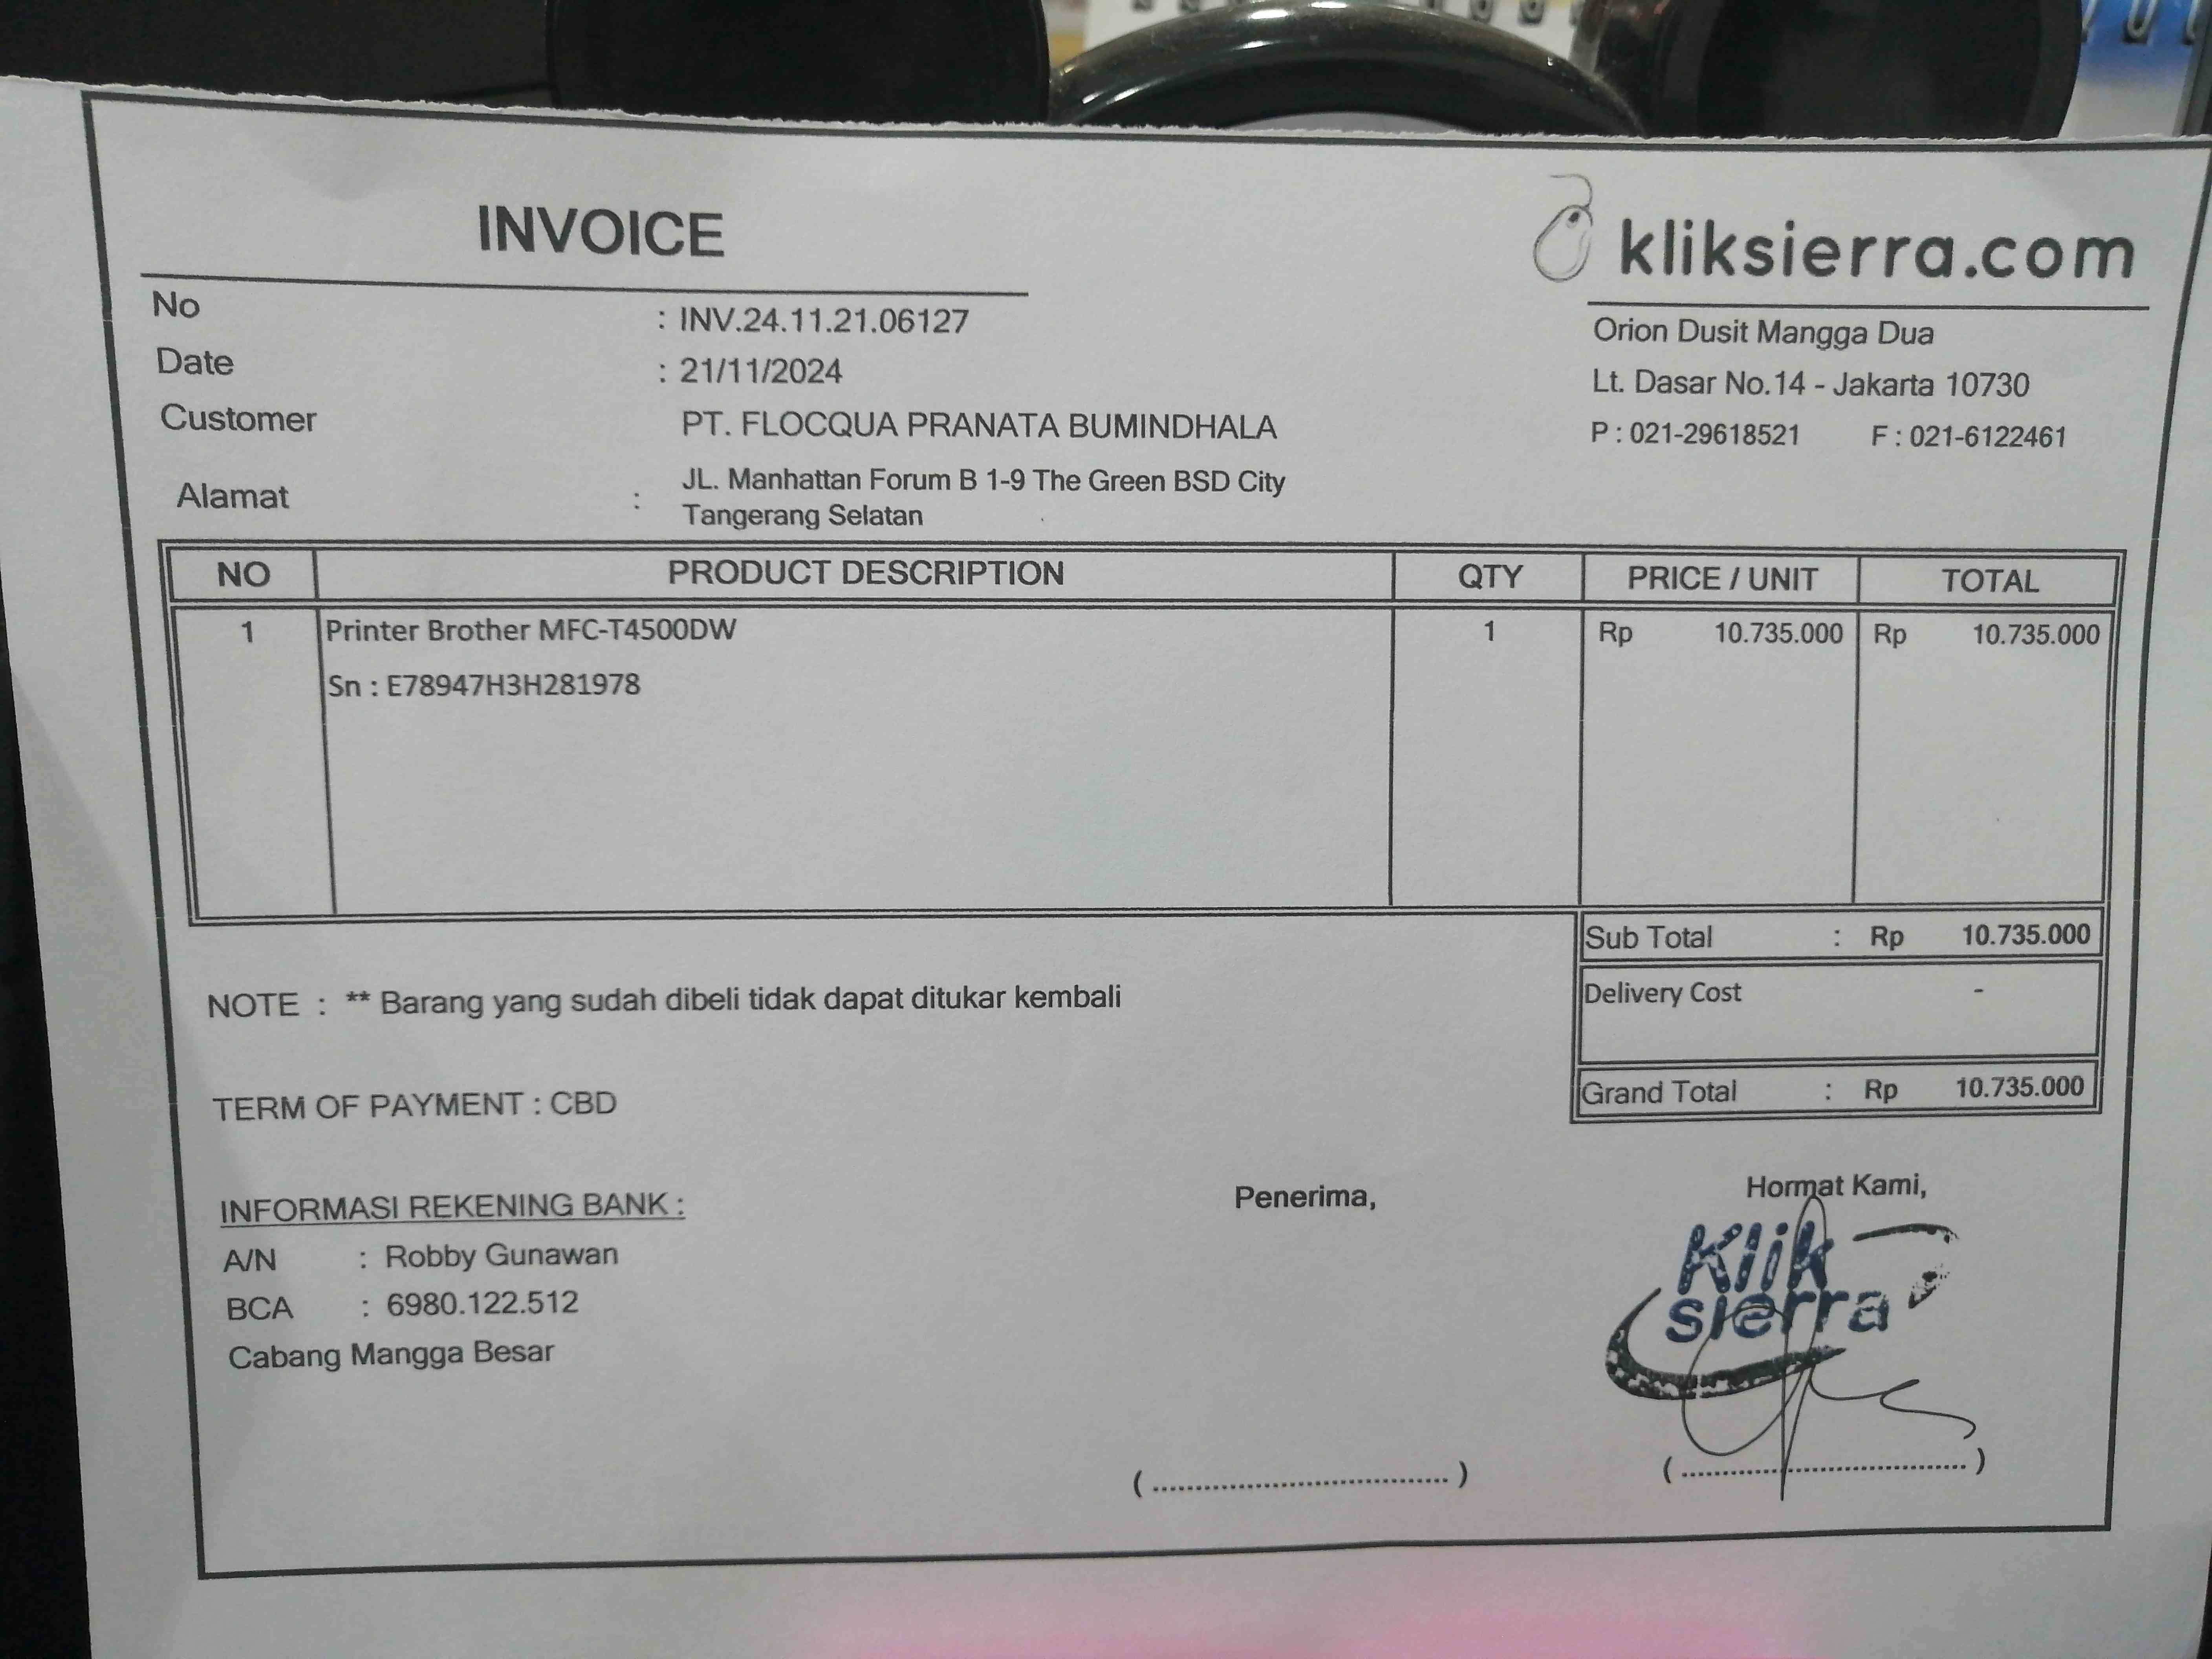 INVOICE
kliksierra.com
No : INV.24.11.21.06127
Date : 21/11/2024
Customer PT. FLOCQUA PRANATA BUMINDHALA
Alamat : JL. Manhattan Forum B 1-9 The Green BSD City
Tangerang Selatan
Orion Dusit Mangga Dua
Lt. Dasar No.14 - Jakarta 10730
P : 021-29618521 F : 021-6122461
NO PRODUCT DESCRIPTION QTY PRICE / UNIT TOTAL
1 Printer Brother MFC-T4500DW 1 Rp 10.735.000 Rp 10.735.000
Sn : E78947H3H281978
Sub Total : Rp 10.735.000
Delivery Cost -
Grand Total : Rp 10.735.000
NOTE : ** Barang yang sudah dibeli tidak dapat ditukar kembali
TERM OF PAYMENT : CBD
INFORMASI REKENING BANK :
A/N : Robby Gunawan
BCA : 6980.122.512
Cabang Mangga Besar
Penerima,
(................................)
Hormat Kami,
Klik
sierra
(................................)